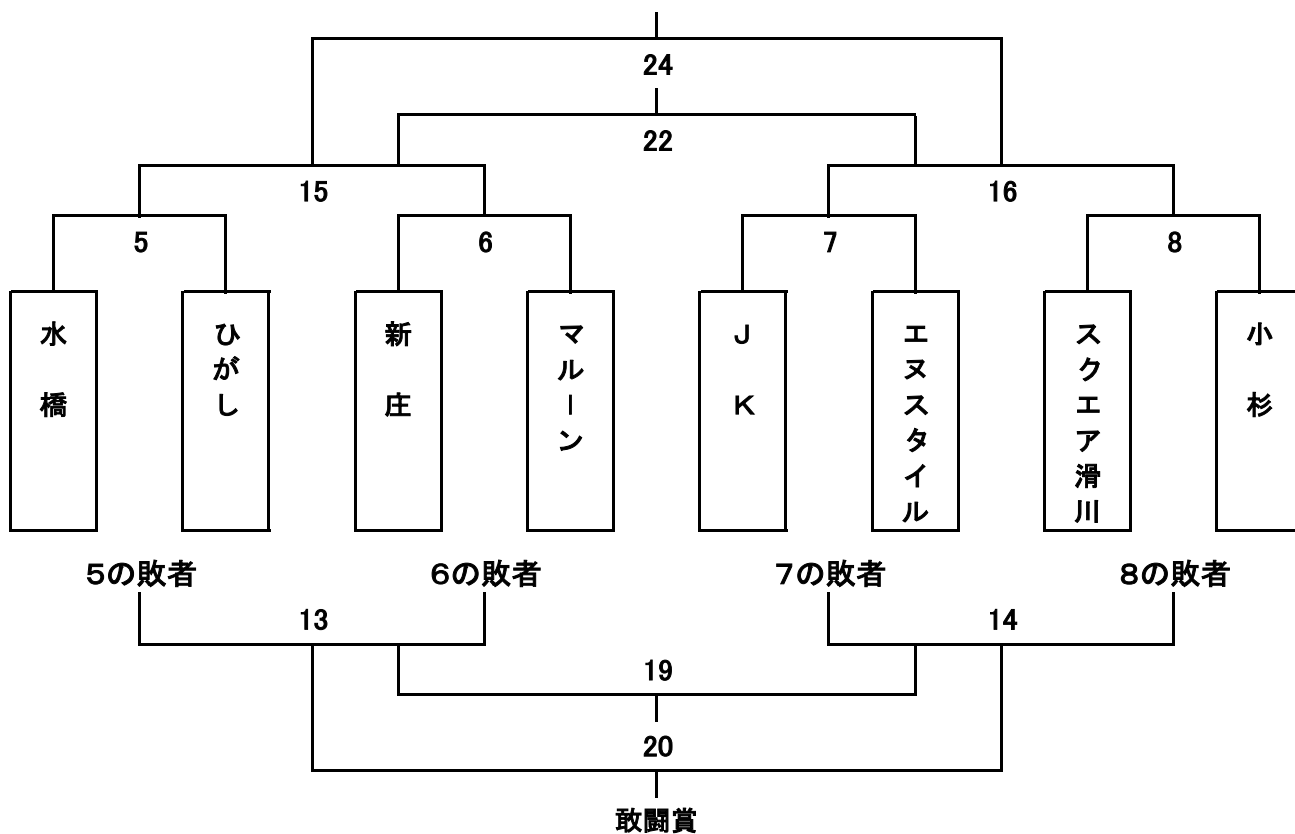 24
22
15
16
5
6
7
8
水橋
ひがし
新庄
マルーン
JK
エヌスタイル
スクエア滑川
小杉
5の敗者
6の敗者
7の敗者
8の敗者
13
14
19
20
敢闘賞